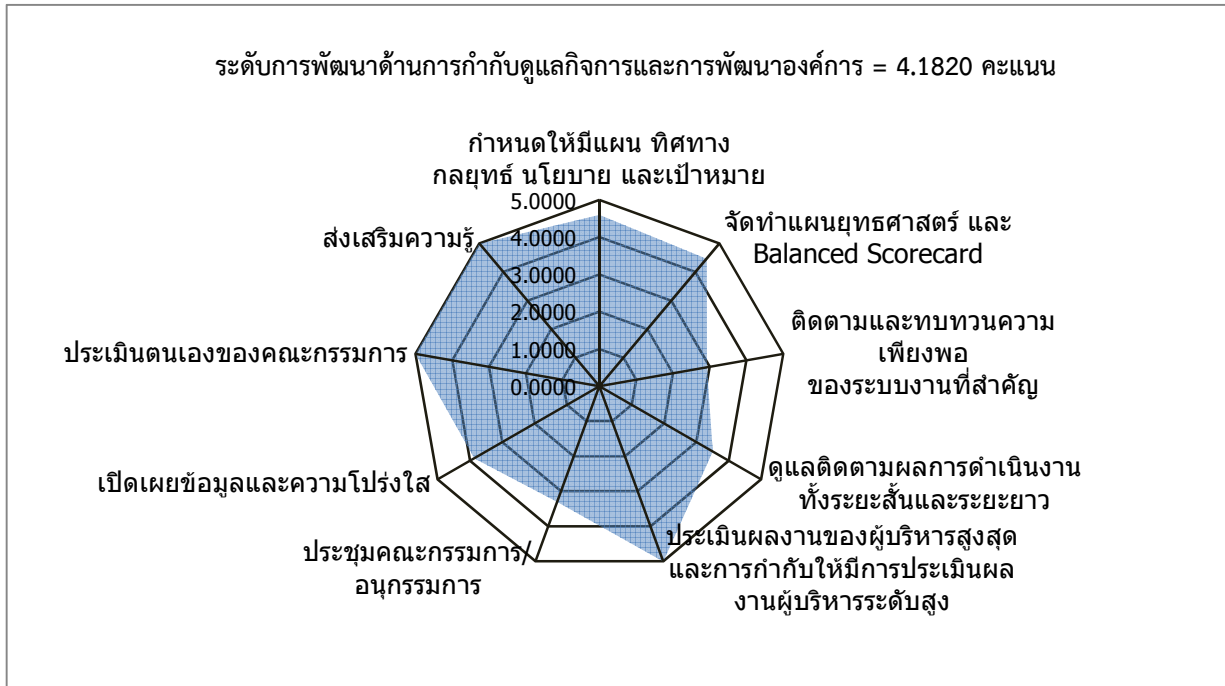 ระดับการพัฒนาด้านการกำกับดูแลกิจการและการพัฒนาองค์การ = 4.1820 คะแนน
กำหนดให้มีแผน ทิศทาง
กลยุทธ์ นโยบาย และเป้าหมาย
จัดทำแผนยุทธศาสตร์ และ
Balanced Scorecard
ติดตามและทบทวนความ
เพียงพอ
ของระบบงานที่สำคัญ
ดูแลติดตามผลการดำเนินงาน
ทั้งระยะสั้นและระยะยาว
ประเมินผลงานของผู้บริหารสูงสุด
และการกำกับให้มีการประเมินผล
งานผู้บริหารระดับสูง
ประชุมคณะกรรมการ/
อนุกรรมการ
เปิดเผยข้อมูลและความโปร่งใส
ประเมินตนเองของคณะกรรมการ
ส่งเสริมความรู้
5.0000
4.0000
3.0000
2.0000
1.0000
0.0000